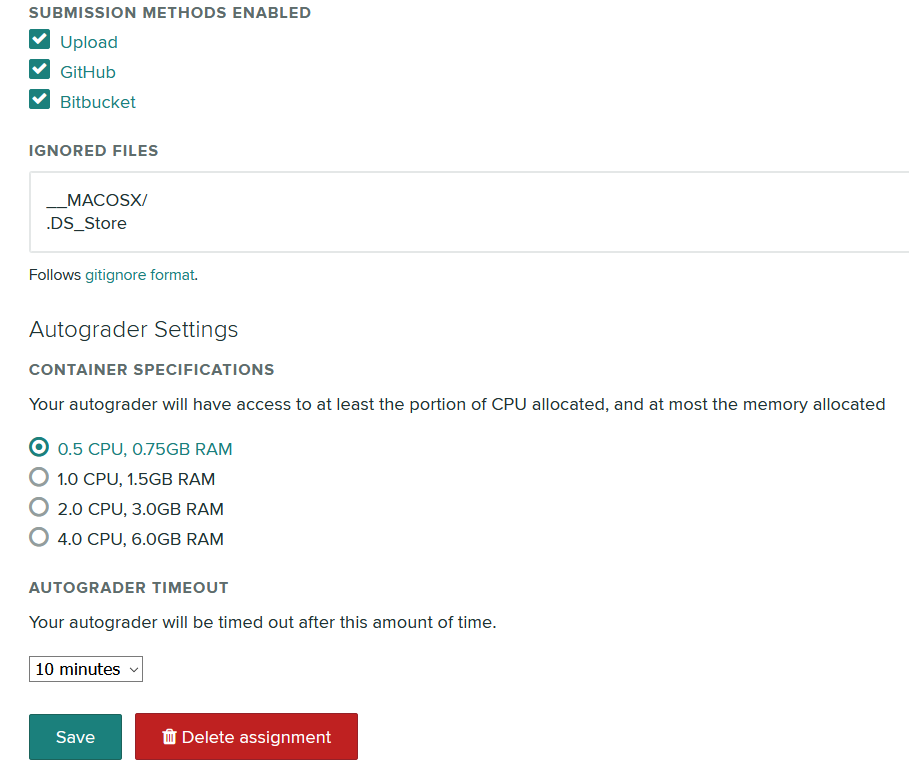 SUBMISSION METHODS ENABLED
Upload
GitHub
Bitbucket
IGNORED FILES
__MACOSX/
.DS_Store
Follows gitignore format.
Autograder Settings
CONTAINER SPECIFICATIONS
Your autograder will have access to at least the portion of CPU allocated, and at most the memory allocated
0.5 CPU, 0.75GB RAM
1.0 CPU, 1.5GB RAM
2.0 CPU, 3.0GB RAM
4.0 CPU, 6.0GB RAM
AUTOGRADER TIMEOUT
Your autograder will be timed out after this amount of time.
10 minutes
Save
Delete assignment